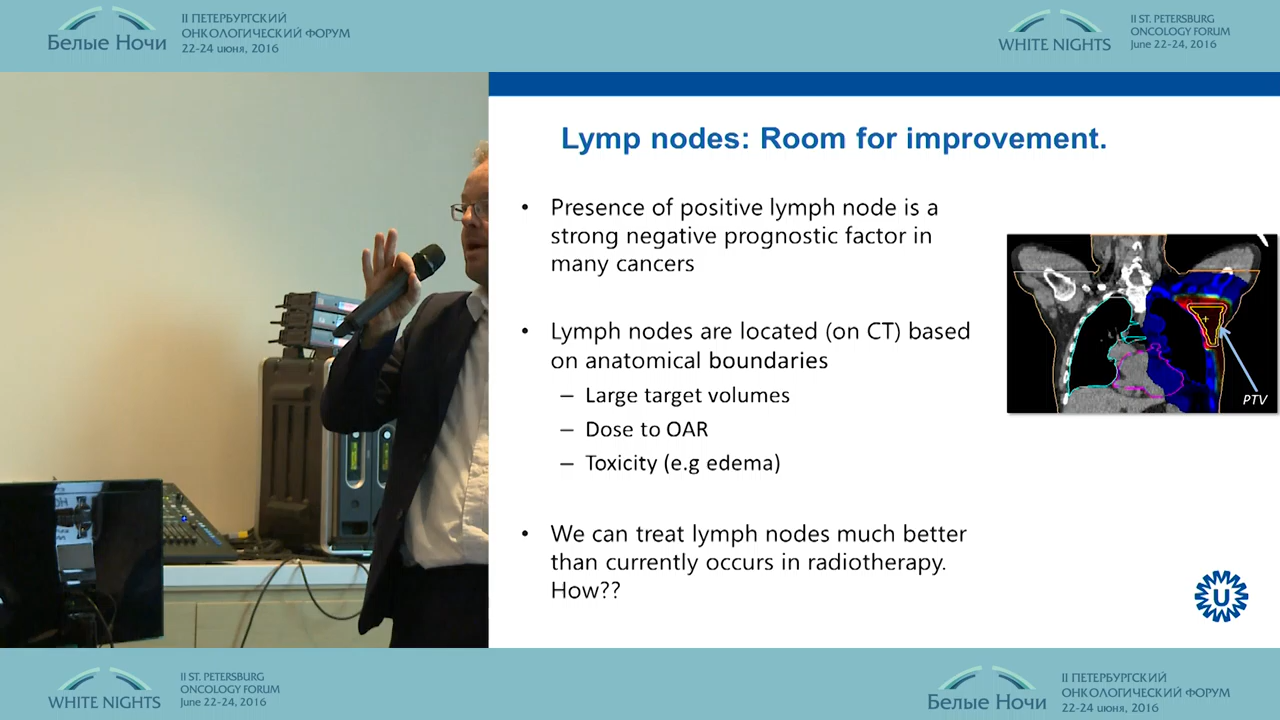 II ПЕТЕРБУРГСКИЙ
ОНКОЛОГИЧЕСКИЙ ФОРУМ
22-24 июня, 2016
Белые Ночи
II ST. PETERSBURG
ONCOLOGY FORUM
June 22-24, 2016
WHITE NIGHTS
Lymp nodes: Room for improvement.
• Presence of positive lymph node is a
strong negative prognostic factor in
many cancers
• Lymph nodes are located (on CT) based
on anatomical boundaries
– Large target volumes
– Dose to OAR
– Toxicity (e.g edema)
• We can treat lymph nodes much better
than currently occurs in radiotherapy.
How??
PTV
U
WHITE NIGHTS
II ST. PETERSBURG
ONCOLOGY FORUM
June 22-24, 2016
Белые Ночи
II ПЕТЕРБУРГСКИЙ
ОНКОЛОГИЧЕСКИЙ ФОРУМ
22-24 июня, 2016